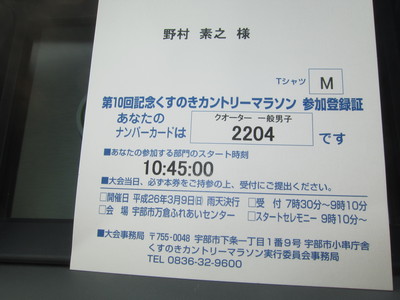 野村 素之 様
Tシャツ M
第10回記念くすのきカントリーマラソン 参加登録証
クオーター 一般男子
あなたの
ナンバーカードは 2204 です
■あなたの参加する部門のスタート時刻
10:45:00
■大会当日、必ず本券をご持参の上、受付にご提出ください。
□開催日 平成26年3月9日(日) 雨天決行 □受 付 7時30分～9時10分
□会 場 宇部市万倉ふれあいセンター □スタートセレモニー 9時10分～
■大会事務局 〒755-0048 宇部市下条一丁目1番9号 宇部市小串庁舎
くすのきカントリーマラソン実行委員会事務局
TEL 0836-32-9600